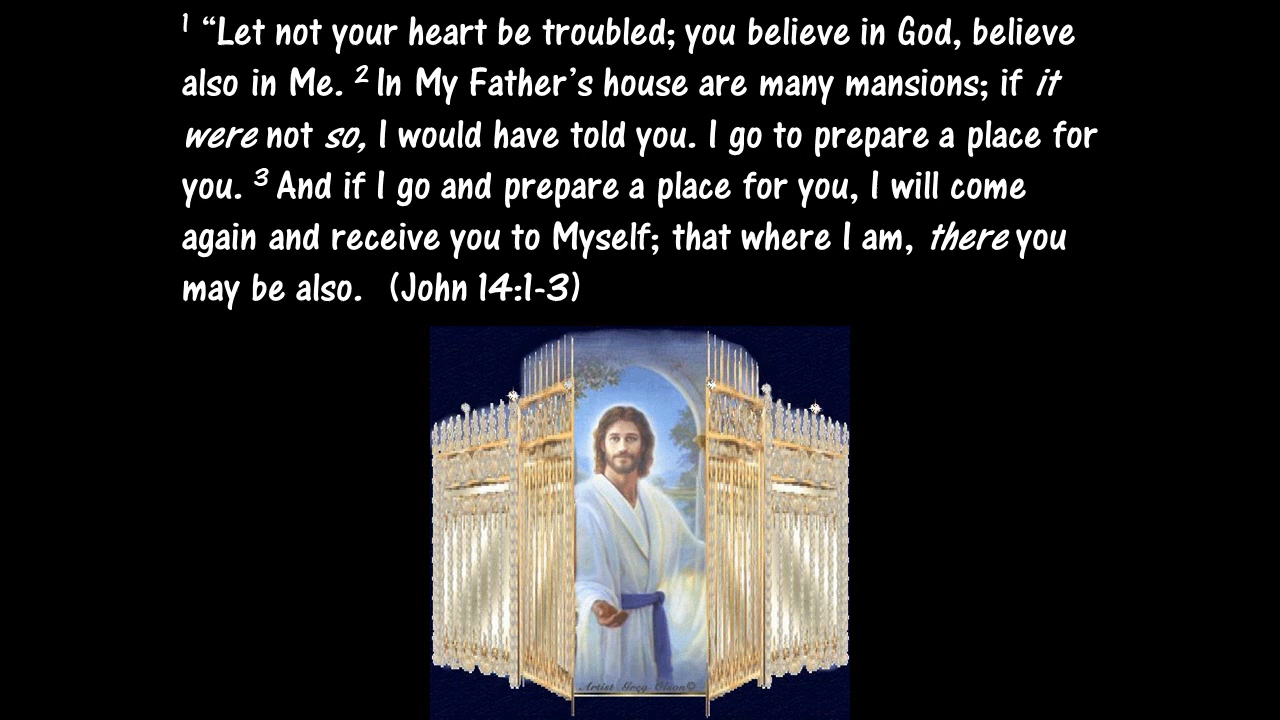 1 “Let not your heart be troubled; you believe in God, believe
also in Me. 2 In My Father’s house are many mansions; if it
were not so, I would have told you. I go to prepare a place for
you. 3 And if I go and prepare a place for you, I will come
again and receive you to Myself; that where I am, there you
may be also. (John 14:1-3)
Artist Greg Olson©